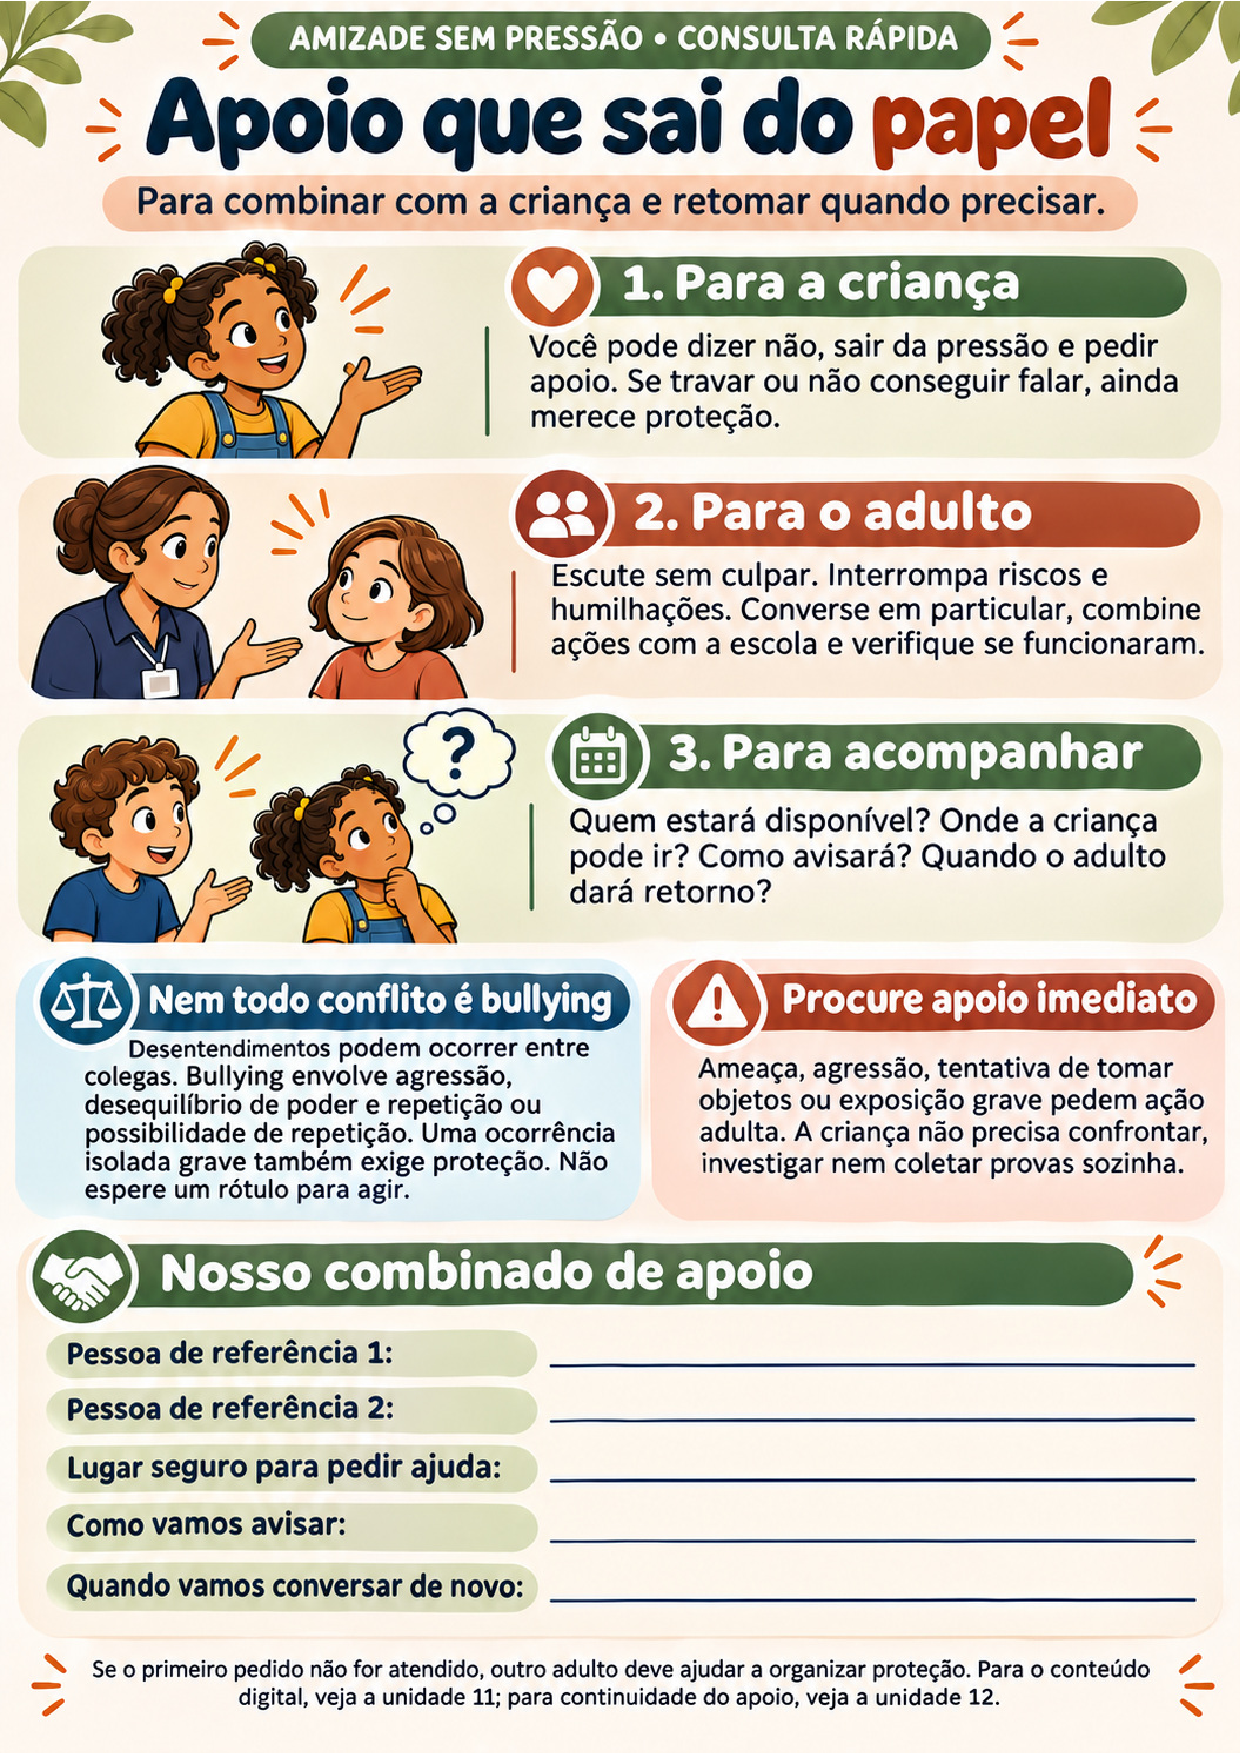 AMIZADE SEM PRESSÃO • CONSULTA RÁPIDA
Apoio que sai do papel
Para combinar com a criança e retomar quando precisar.
1. Para a criança
Você pode dizer não, sair da pressão e pedir
apoio. Se travar ou não conseguir falar, ainda
merece proteção.
2. Para o adulto
Escute sem culpar. Interrompa riscos e
humilhações. Converse em particular, combine
ações com a escola e verifique se funcionaram.
?
3. Para acompanhar
Quem estará disponível? Onde a criança
pode ir? Como avisará? Quando o adulto
dará retorno?
Nem todo conflito é bullying
Desentendimentos podem ocorrer entre
colegas. Bullying envolve agressão,
desequilíbrio de poder e repetição ou
possibilidade de repetição. Uma ocorrência
isolada grave também exige proteção. Não
espere um rótulo para agir.
Procure apoio imediato
Ameaça, agressão, tentativa de tomar
objetos ou exposição grave pedem ação
adulta. A criança não precisa confrontar,
investigar nem coletar provas sozinha.
Nosso combinado de apoio
Pessoa de referência 1:
Pessoa de referência 2:
Lugar seguro para pedir ajuda:
Como vamos avisar:
Quando vamos conversar de novo:
Se o primeiro pedido não for atendido, outro adulto deve ajudar a organizar proteção. Para o conteúdo
digital, veja a unidade 11; para continuidade do apoio, veja a unidade 12.